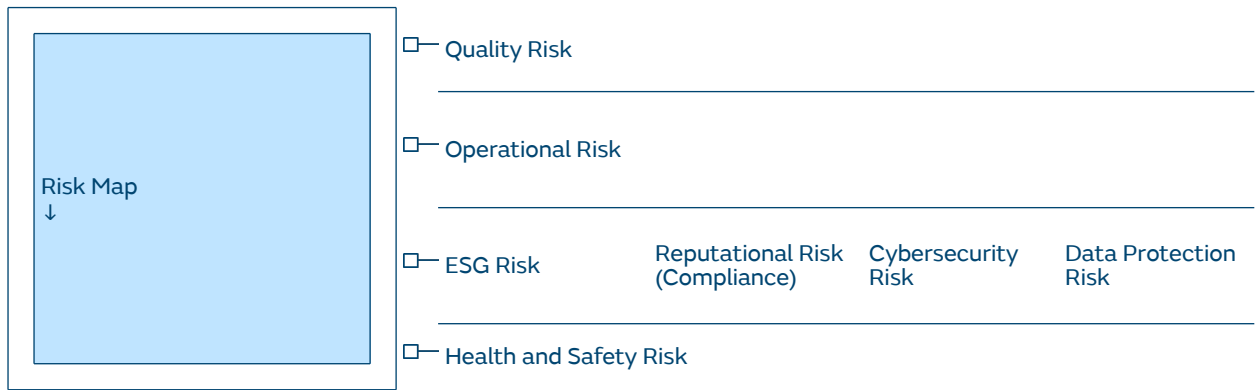 Quality Risk
Operational Risk
Risk Map
↓
ESG Risk
Reputational Risk
(Compliance)
Cybersecurity
Risk
Data Protection
Risk
Health and Safety Risk